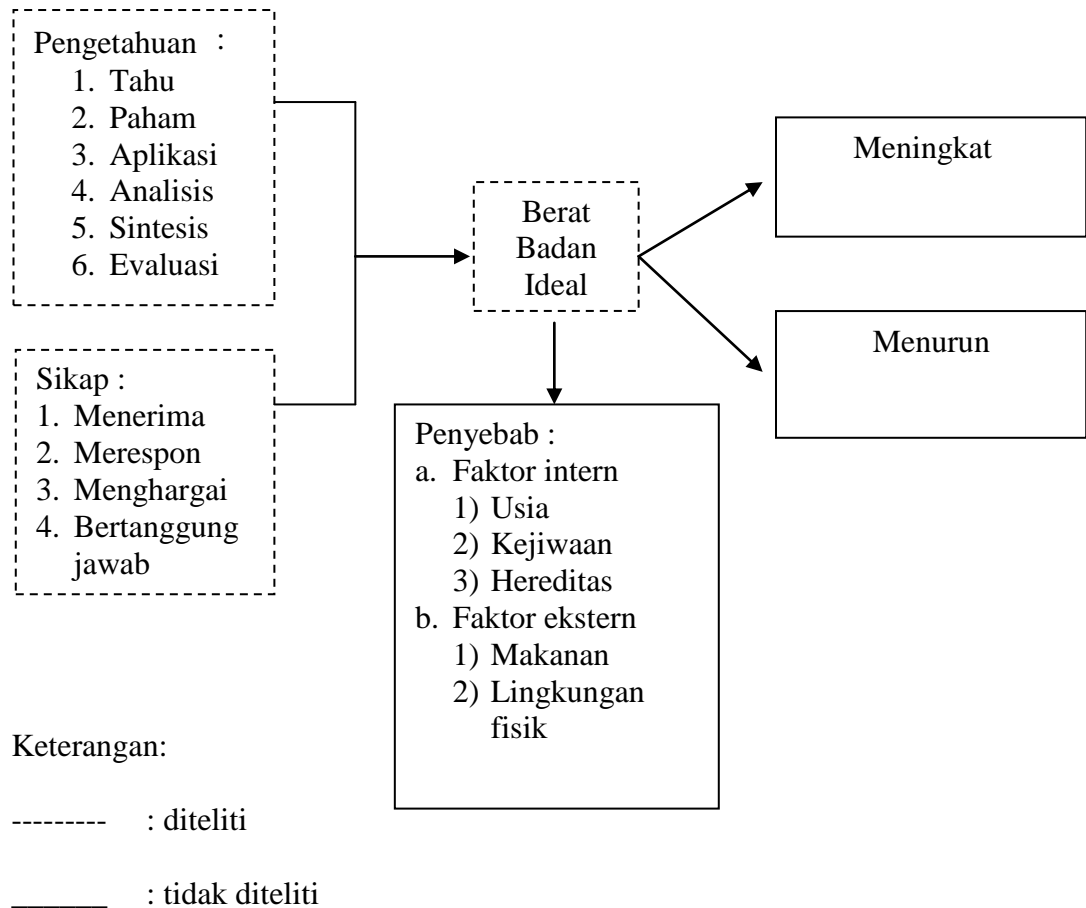 Pengetahuan :
1. Tahu
2. Paham
3. Aplikasi
4. Analisis
5. Sintesis
6. Evaluasi
Sikap :
1. Menerima
2. Merespon
3. Menghargai
4. Bertanggung
jawab
Berat
Badan
Ideal
Meningkat
Menurun
Penyebab :
a. Faktor intern
1) Usia
2) Kejiwaan
3) Hereditas
b. Faktor ekstern
1) Makanan
2) Lingkungan
fisik
Keterangan:
--------- : diteliti
______ : tidak diteliti